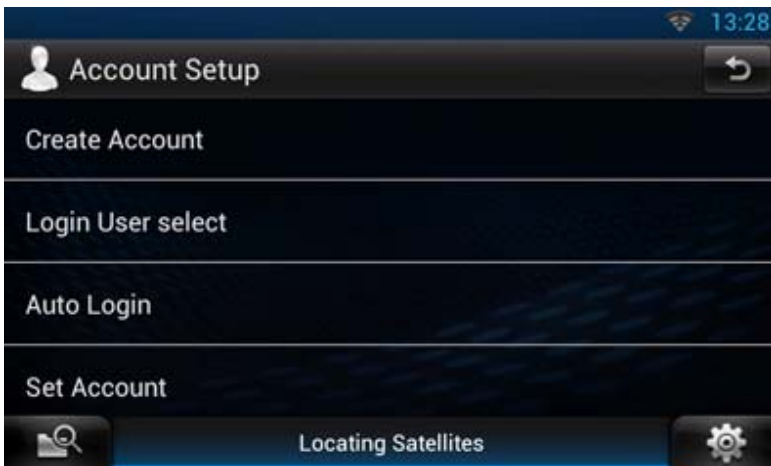 13:28
Account Setup
Create Account
Login User select
Auto Login
Set Account
Locating Satellites